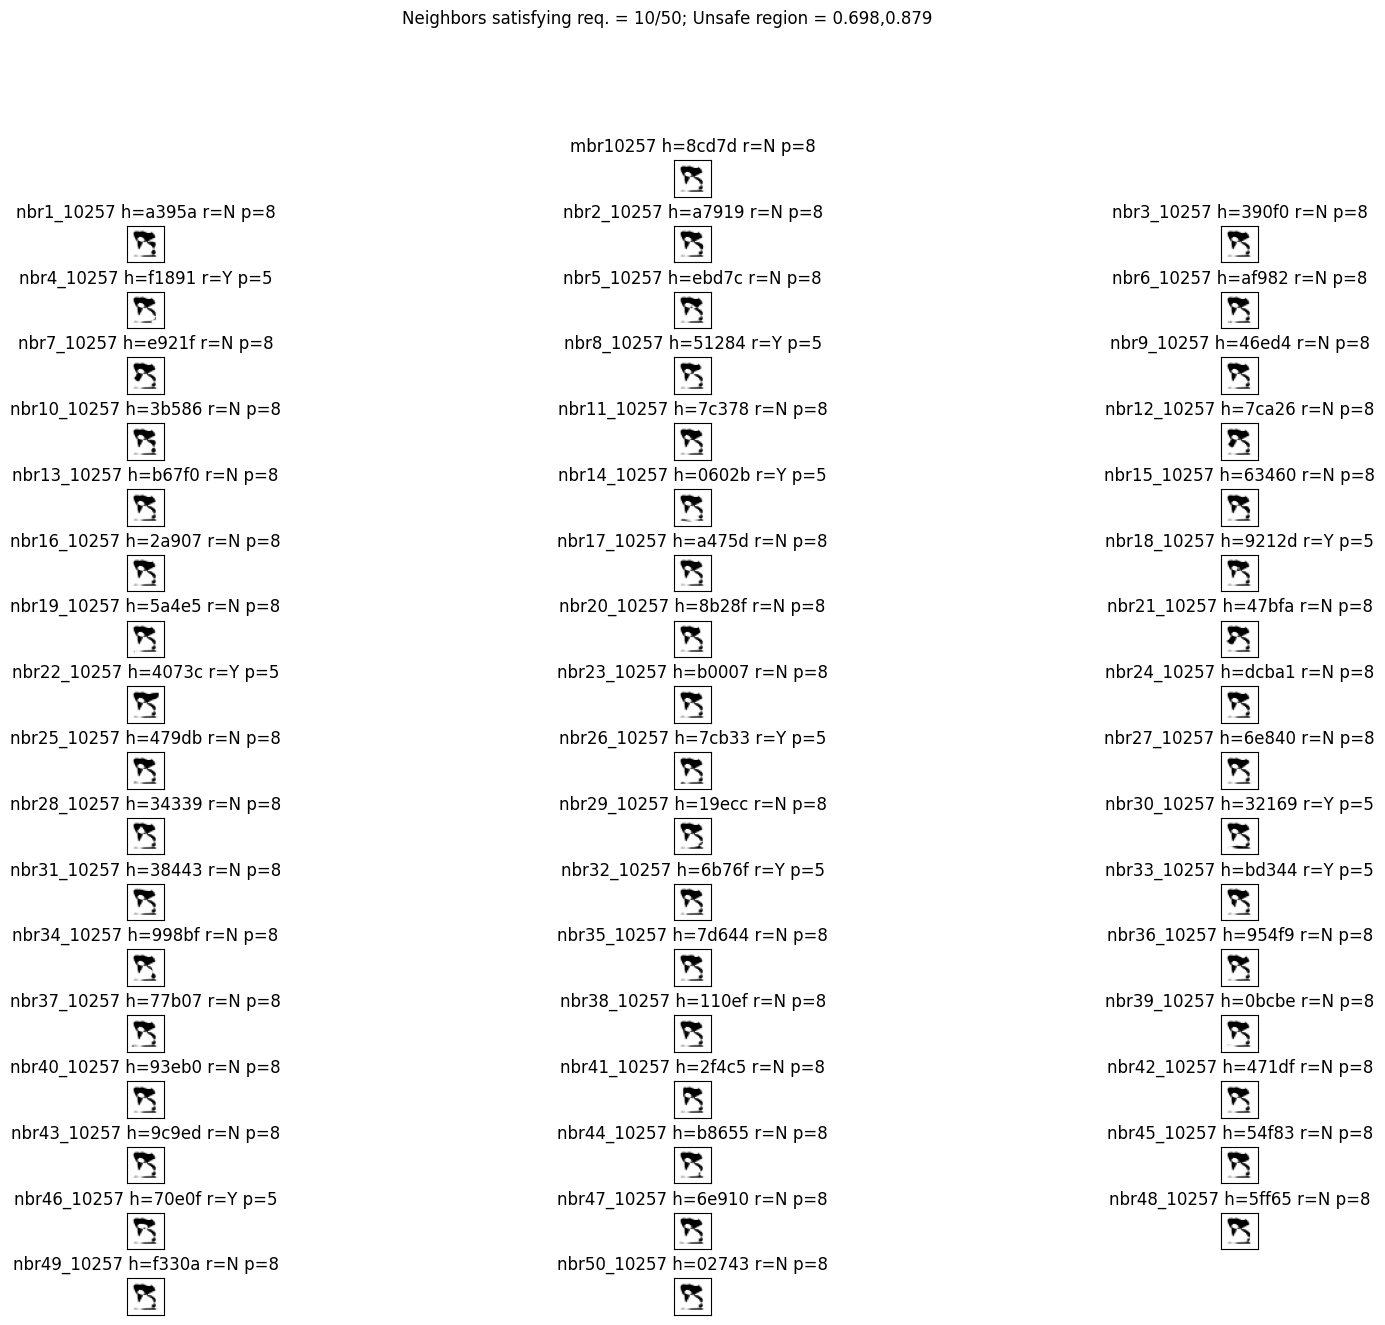 Neighbors satisfying req. = 10/50; Unsafe region = 0.698,0.879
mbr10257 h=8cd7d r=N p=8
nbr1_10257 h=a395a r=N p=8
nbr2_10257 h=a7919 r=N p=8
nbr3_10257 h=390f0 r=N p=8
nbr4_10257 h=f1891 r=Y p=5
nbr5_10257 h=ebd7c r=N p=8
nbr6_10257 h=af982 r=N p=8
nbr7_10257 h=e921f r=N p=8
nbr8_10257 h=51284 r=Y p=5
nbr9_10257 h=46ed4 r=N p=8
nbr10_10257 h=3b586 r=N p=8
nbr11_10257 h=7c378 r=N p=8
nbr12_10257 h=7ca26 r=N p=8
nbr13_10257 h=b67f0 r=N p=8
nbr14_10257 h=0602b r=Y p=5
nbr15_10257 h=63460 r=N p=8
nbr16_10257 h=2a907 r=N p=8
nbr17_10257 h=a475d r=N p=8
nbr18_10257 h=9212d r=Y p=5
nbr19_10257 h=5a4e5 r=N p=8
nbr20_10257 h=8b28f r=N p=8
nbr21_10257 h=47bfa r=N p=8
nbr22_10257 h=4073c r=Y p=5
nbr23_10257 h=b0007 r=N p=8
nbr24_10257 h=dcba1 r=N p=8
nbr25_10257 h=479db r=N p=8
nbr26_10257 h=7cb33 r=Y p=5
nbr27_10257 h=6e840 r=N p=8
nbr28_10257 h=34339 r=N p=8
nbr29_10257 h=19ecc r=N p=8
nbr30_10257 h=32169 r=Y p=5
nbr31_10257 h=38443 r=N p=8
nbr32_10257 h=6b76f r=Y p=5
nbr33_10257 h=bd344 r=Y p=5
nbr34_10257 h=998bf r=N p=8
nbr35_10257 h=7d644 r=N p=8
nbr36_10257 h=954f9 r=N p=8
nbr37_10257 h=77b07 r=N p=8
nbr38_10257 h=110ef r=N p=8
nbr39_10257 h=0bcbe r=N p=8
nbr40_10257 h=93eb0 r=N p=8
nbr41_10257 h=2f4c5 r=N p=8
nbr42_10257 h=471df r=N p=8
nbr43_10257 h=9c9ed r=N p=8
nbr44_10257 h=b8655 r=N p=8
nbr45_10257 h=54f83 r=N p=8
nbr46_10257 h=70e0f r=Y p=5
nbr47_10257 h=6e910 r=N p=8
nbr48_10257 h=5ff65 r=N p=8
nbr49_10257 h=f330a r=N p=8
nbr50_10257 h=02743 r=N p=8